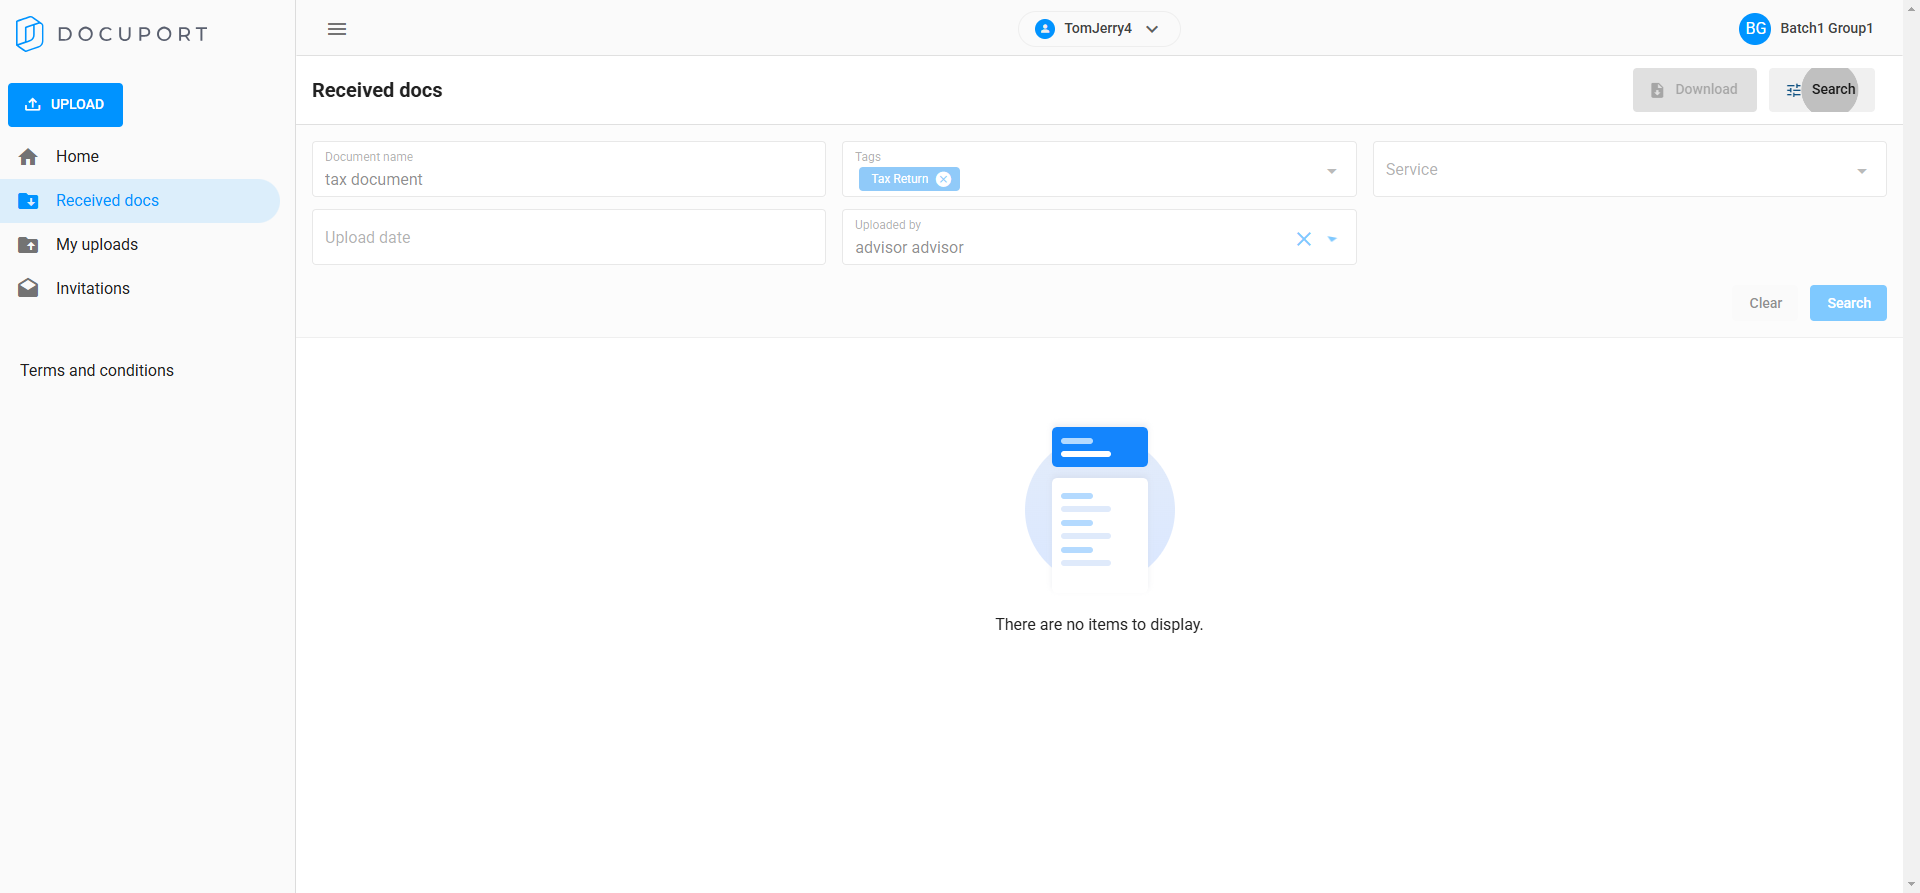 DOCUPORT
TomJerry4
BG Batch1 Group1
UPLOAD
Home
Received docs
My uploads
Invitations
Terms and conditions
Received docs
Download
Search
Document name
tax document
Tags
Tax Return
Service
Upload date
Uploaded by
advisor advisor
Clear
Search
There are no items to display.